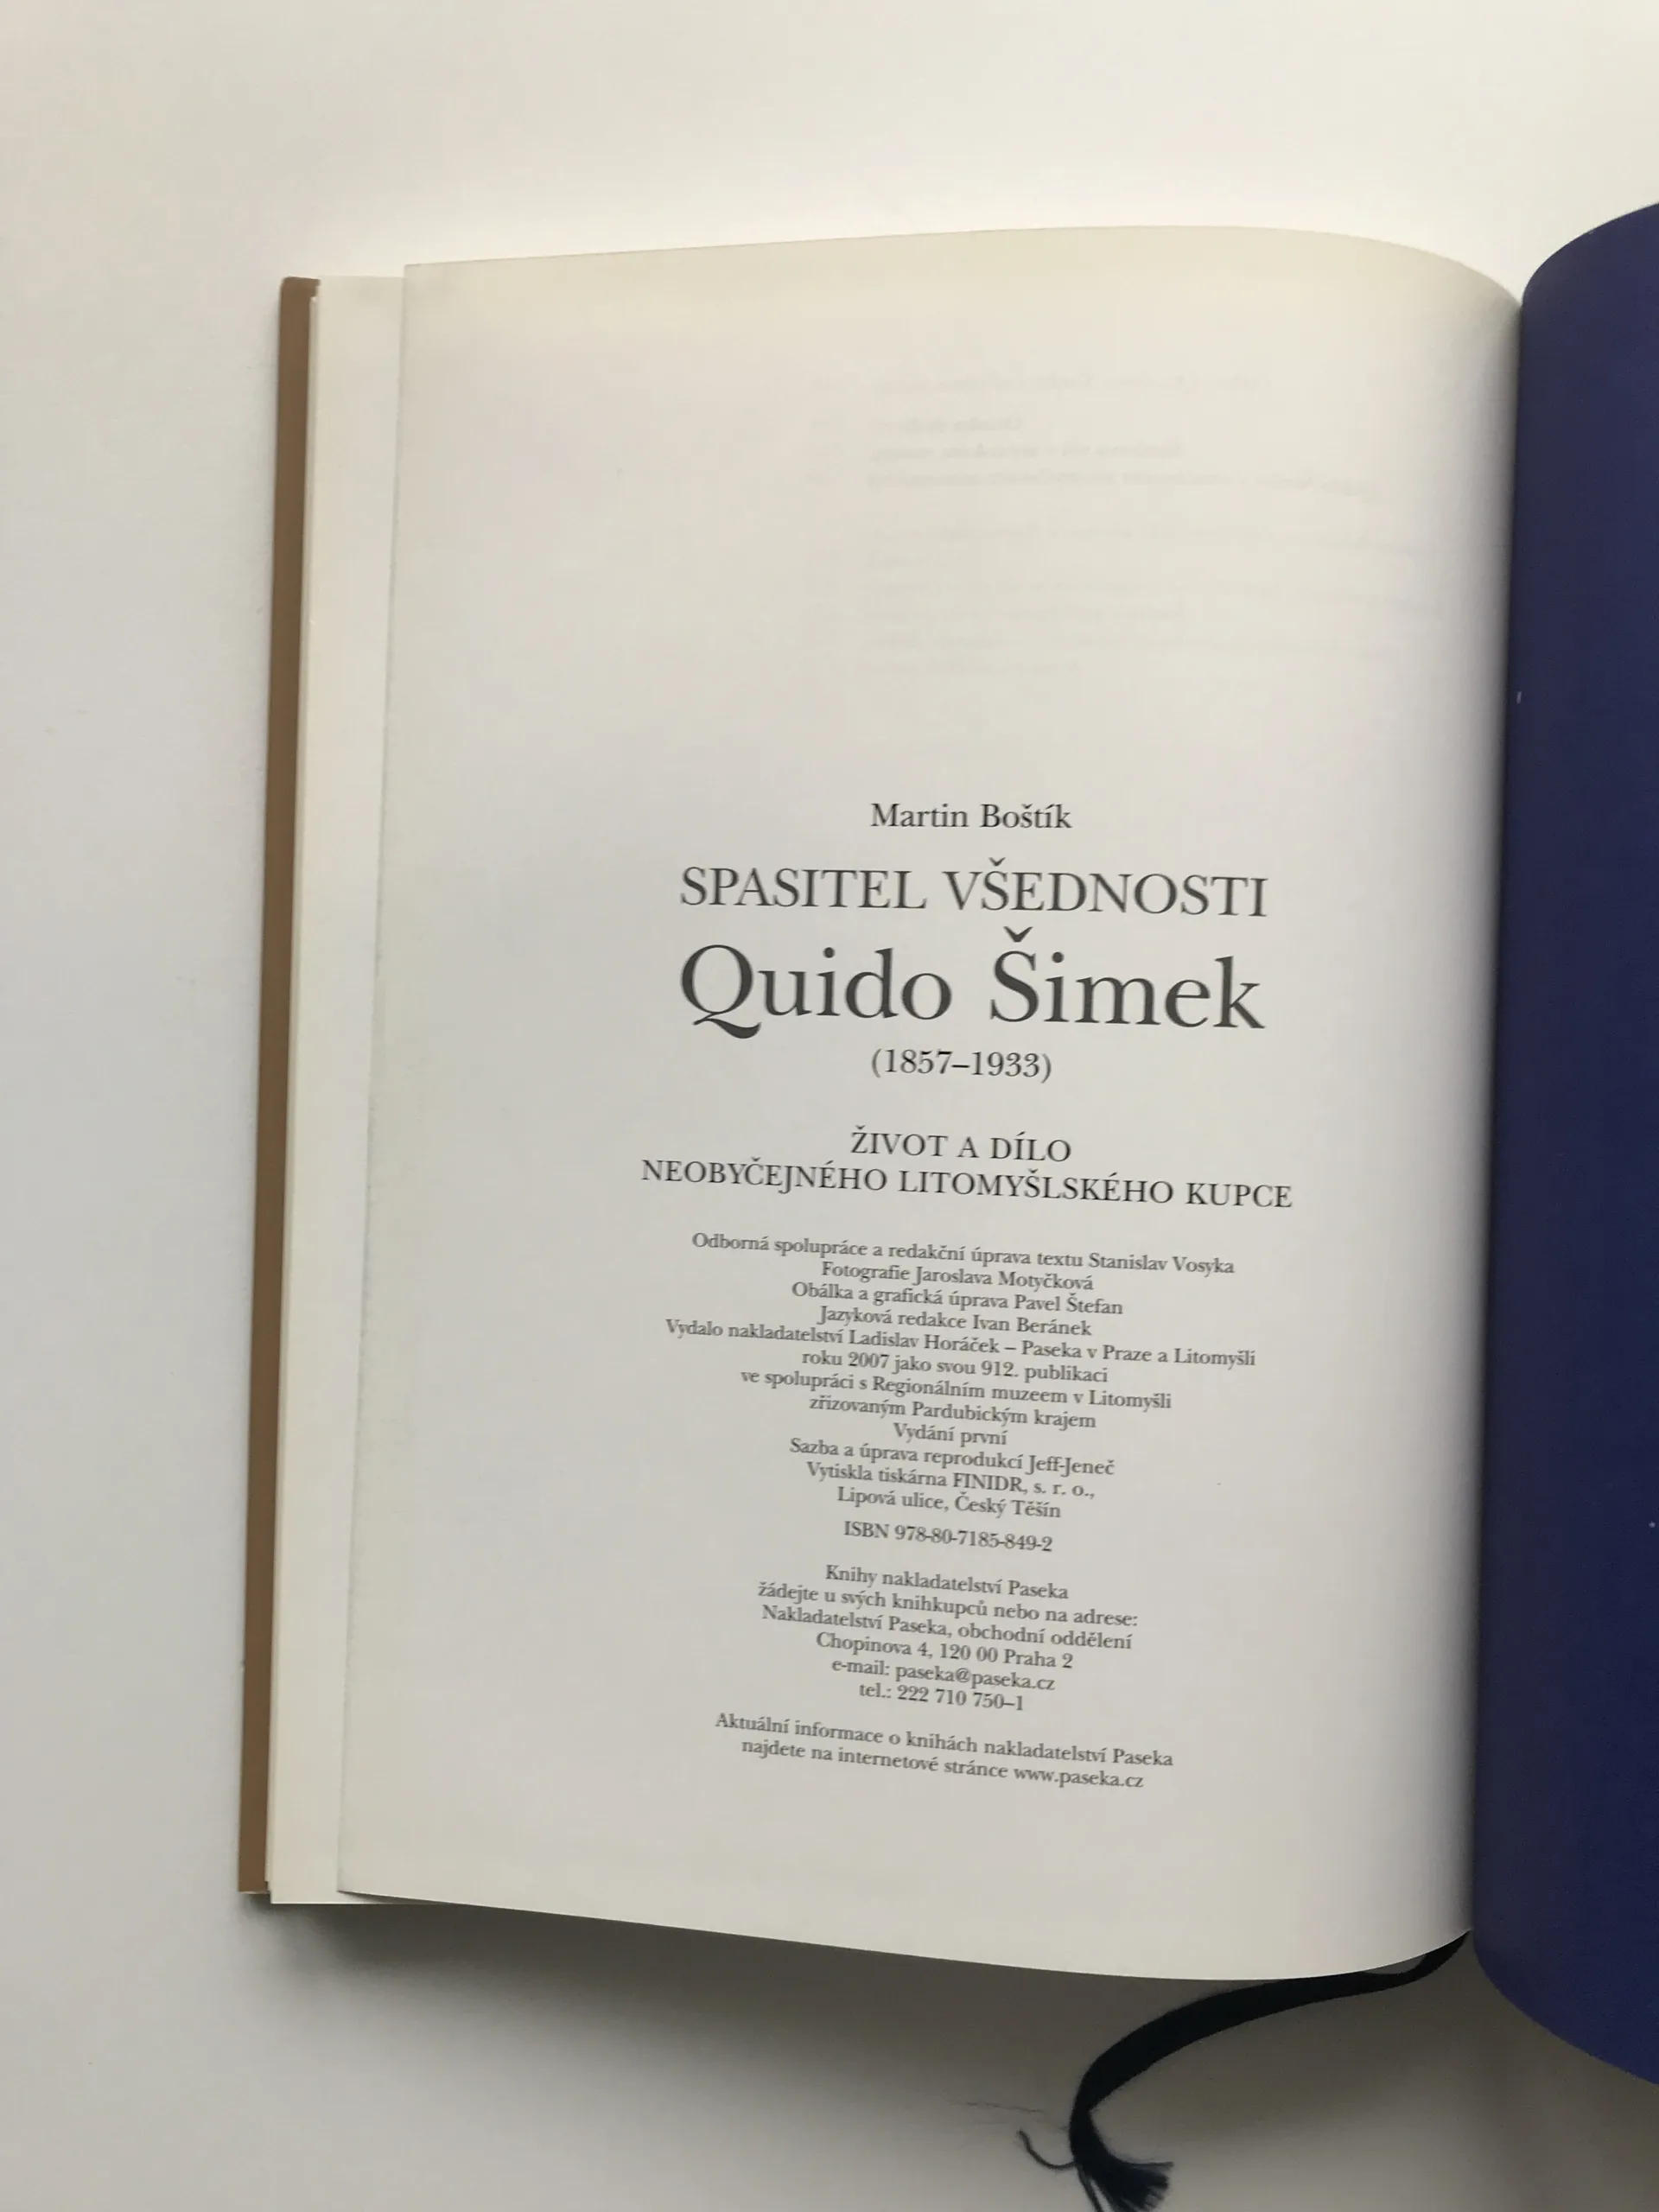 Martin Boštík
SPASITEL VŠEDNOSTI
Quido Šimek
(1857–1933)
ŽIVOT A DÍLO
NEOBYČEJNÉHO LITOMYŠLSKÉHO KUPCE
Odborná spolupráce a redakční úprava textu Stanislav Vosyka
Fotografie Jaroslava Motyčková
Obálka a grafická úprava Pavel Štefan
Jazyková redakce Ivan Beránek
Vydalo nakladatelství Ladislav Horáček – Paseka v Praze a Litomyšli
roku 2007 jako svou 912. publikaci
ve spolupráci s Regionálním muzeem v Litomyšli
zřizovaným Pardubickým krajem
Vydání první
Sazba a úprava reprodukcí Jeff-Jeneč
Vytiskla tiskárna FINIDR, s. r. o.,
Lipová ulice, Český Těšín
ISBN 978-80-7185-849-2
Knihy nakladatelství Paseka
žádejte u svých knihkupců nebo na adrese:
Nakladatelství Paseka, obchodní oddělení
Chopinova 4, 120 00 Praha 2
e-mail: paseka@paseka.cz
tel.: 222 710 750–1
Aktuální informace o knihách nakladatelství Paseka
najdete na internetové stránce www.paseka.cz